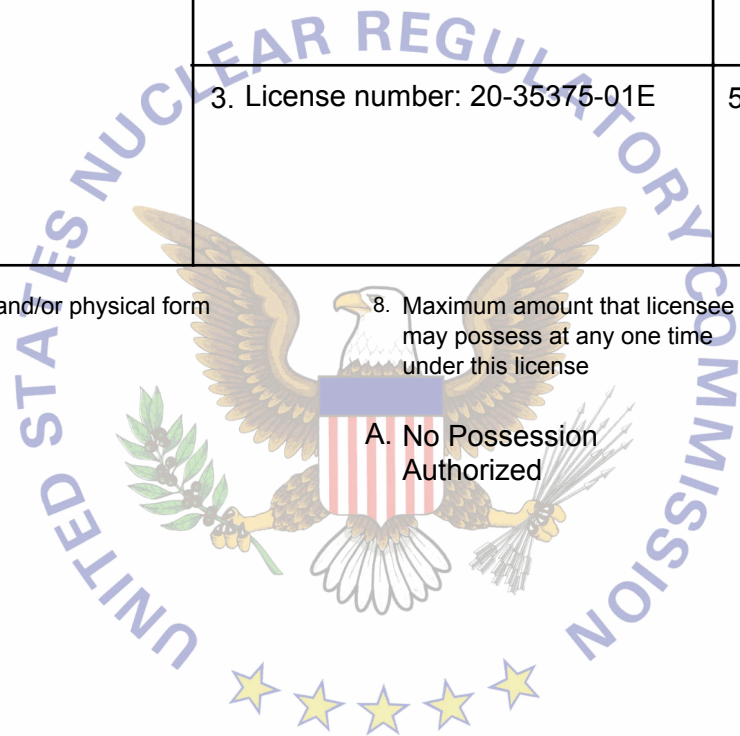 UNITED STATES NUCLEAR REGULATORY COMMISSION
3. License number: 20-35375-01E
5
and/or physical form
8. Maximum amount that licensee
may possess at any one time
under this license
A. No Possession
Authorized